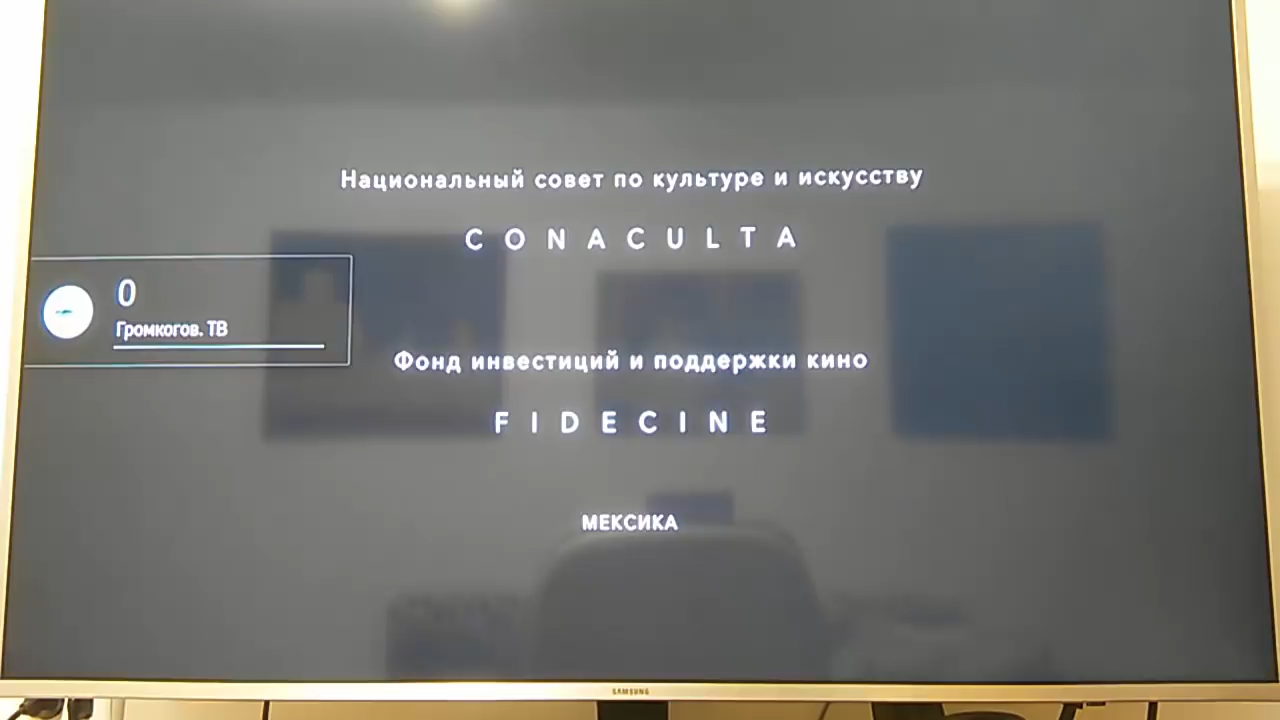 Национальный совет по культуре и искусству
CONACULTA
0
Громкогов. ТВ
Фонд инвестиций и поддержки кино
FIDECINE
МЕКСИКА
SAMSUNG